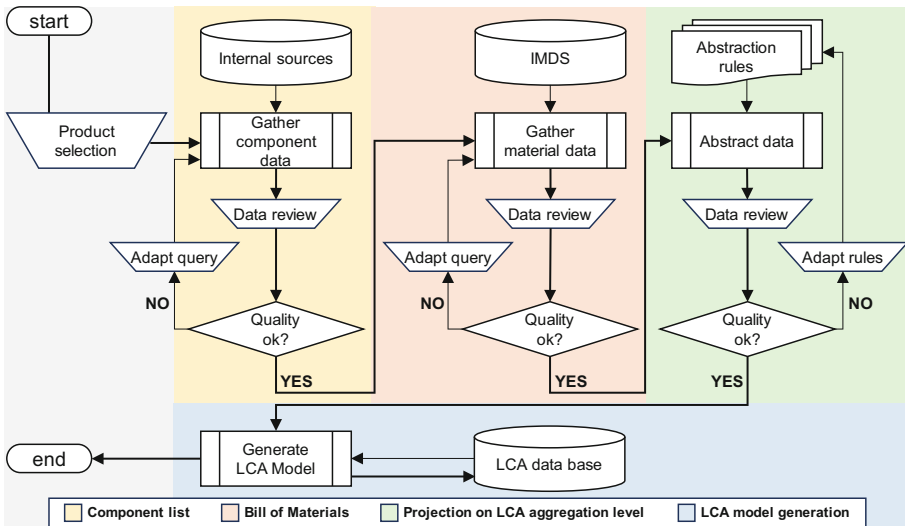 start
Internal sources
IMDS
Abstraction
rules
Product
selection
Gather
component
data
Gather
material data
Abstract data
Data review
Data review
Data review
Adapt query
Adapt query
Adapt rules
NO
NO
NO
Quality
ok?
Quality
ok?
Quality
ok?
YES
YES
YES
end
Generate
LCA Model
LCA data base
Component list
Bill of Materials
Projection on LCA aggregation level
LCA model generation